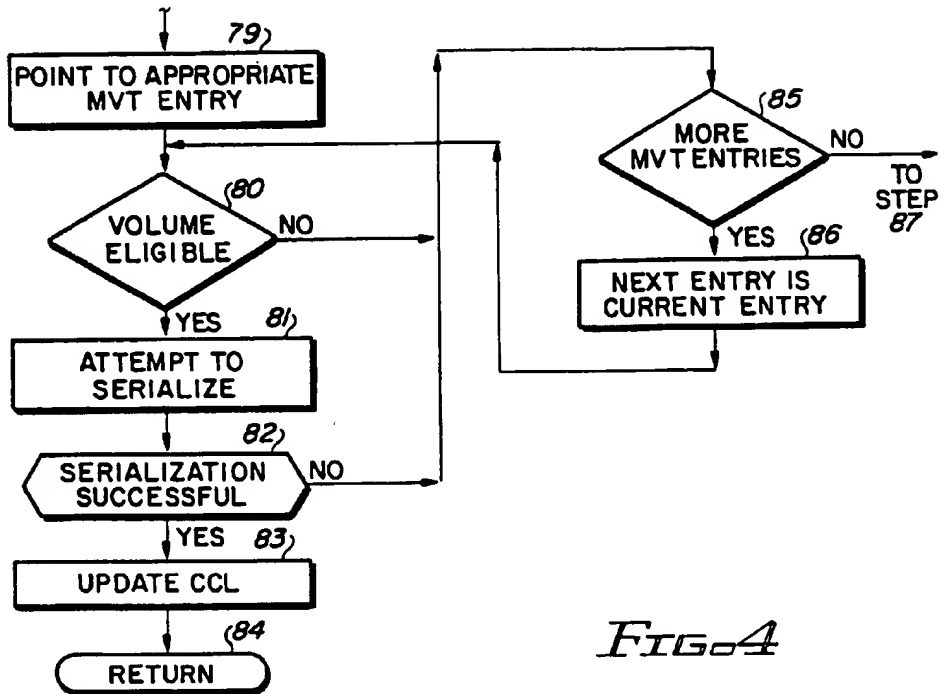 79
POINT TO APPROPRIATE
MVT ENTRY
80
VOLUME
ELIGIBLE
NO
YES
81
ATTEMPT TO
SERIALIZE
82
SERIALIZATION
SUCCESSFUL
NO
YES
83
UPDATE CCL
84
RETURN
85
MORE
MVT ENTRIES
NO
TO
STEP
87
YES
86
NEXT ENTRY IS
CURRENT ENTRY
FIG. 4